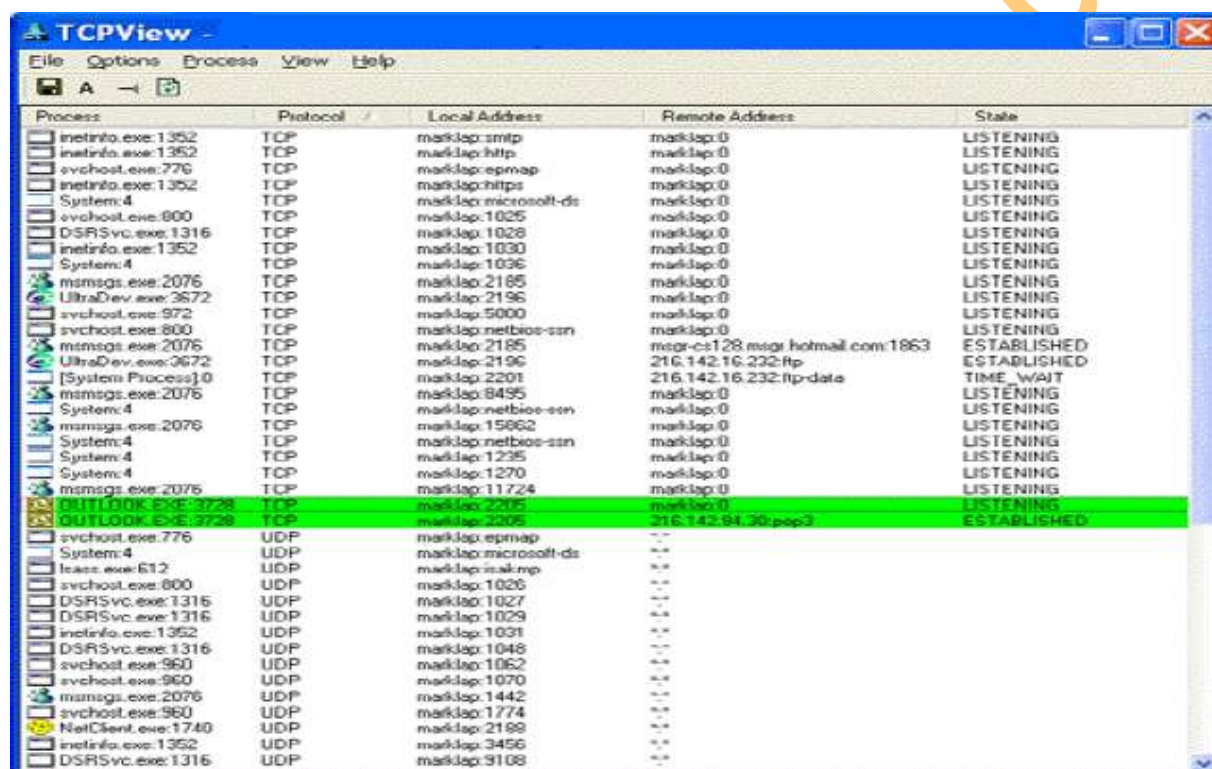 TCPView -
File Options Process View Help
A
Process Protocol / Local Address Remote Address State
inetinfo.exe:1352 TCP marklap:smtp marklap:0 LISTENING
inetinfo.exe:1352 TCP marklap:http marklap:0 LISTENING
svchost.exe:776 TCP marklap:epmap marklap:0 LISTENING
inetinfo.exe:1352 TCP marklap:https marklap:0 LISTENING
System:4 TCP marklap:microsoft-ds marklap:0 LISTENING
svchost.exe:800 TCP marklap:1025 marklap:0 LISTENING
DSRSvc.exe:1316 TCP marklap:1028 marklap:0 LISTENING
inetinfo.exe:1352 TCP marklap:1030 marklap:0 LISTENING
System:4 TCP marklap:1036 marklap:0 LISTENING
msmsgs.exe:2076 TCP marklap:2185 marklap:0 LISTENING
UltraDev.exe:3672 TCP marklap:2196 marklap:0 LISTENING
svchost.exe:972 TCP marklap:5000 marklap:0 LISTENING
svchost.exe:800 TCP marklap:netbios-ssn marklap:0 LISTENING
msmsgs.exe:2076 TCP marklap:2185 msgr-cs128.msgr.hotmail.com:1863 ESTABLISHED
UltraDev.exe:3672 TCP marklap:2196 216.142.16.232:ftp ESTABLISHED
[System Process]:0 TCP marklap:2201 216.142.16.232:ftp-data TIME_WAIT
msmsgs.exe:2076 TCP marklap:8495 marklap:0 LISTENING
System:4 TCP marklap:netbios-ssn marklap:0 LISTENING
msmsgs.exe:2076 TCP marklap:15862 marklap:0 LISTENING
System:4 TCP marklap:netbios-ssn marklap:0 LISTENING
System:4 TCP marklap:1235 marklap:0 LISTENING
System:4 TCP marklap:1270 marklap:0 LISTENING
msmsgs.exe:2076 TCP marklap:11724 marklap:0 LISTENING
OUTLOOK.EXE:3728 TCP marklap:2205 marklap:0 LISTENING
OUTLOOK.EXE:3728 TCP marklap:2205 216.142.84.30:pop3 ESTABLISHED
svchost.exe:776 UDP marklap:epmap *:*
System:4 UDP marklap:microsoft-ds *:*
lsass.exe:612 UDP marklap:isakmp *:*
svchost.exe:800 UDP marklap:1026 *:*
DSRSvc.exe:1316 UDP marklap:1027 *:*
DSRSvc.exe:1316 UDP marklap:1029 *:*
inetinfo.exe:1352 UDP marklap:1031 *:*
DSRSvc.exe:1316 UDP marklap:1048 *:*
svchost.exe:960 UDP marklap:1062 *:*
svchost.exe:960 UDP marklap:1070 *:*
msmsgs.exe:2076 UDP marklap:1442 *:*
svchost.exe:960 UDP marklap:1774 *:*
NetClient.exe:1740 UDP marklap:2188 *:*
inetinfo.exe:1352 UDP marklap:3456 *:*
DSRSvc.exe:1316 UDP marklap:9108 *:*